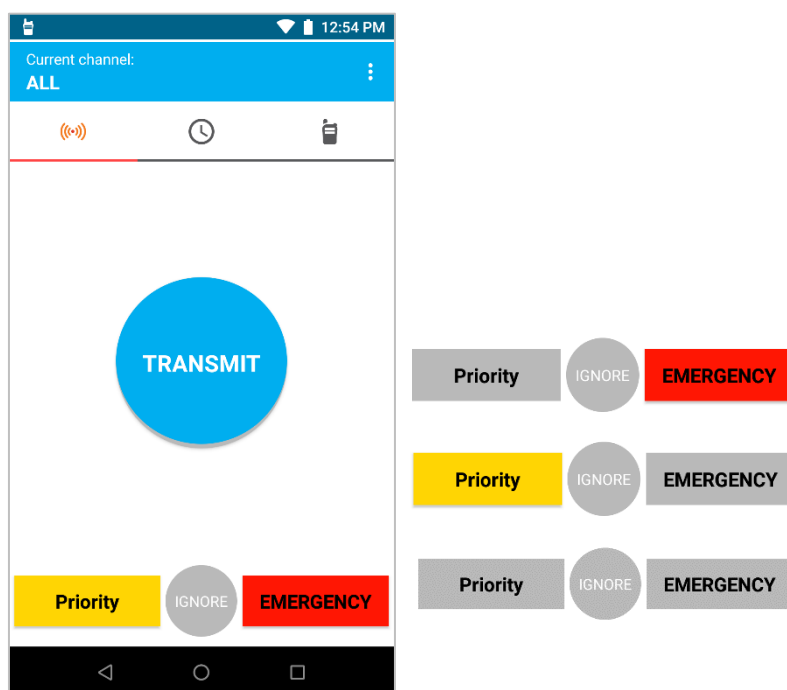 12:54 PM
Current channel:
ALL
TRANSMIT
Priority IGNORE EMERGENCY
Priority IGNORE EMERGENCY
Priority IGNORE EMERGENCY
Priority IGNORE EMERGENCY